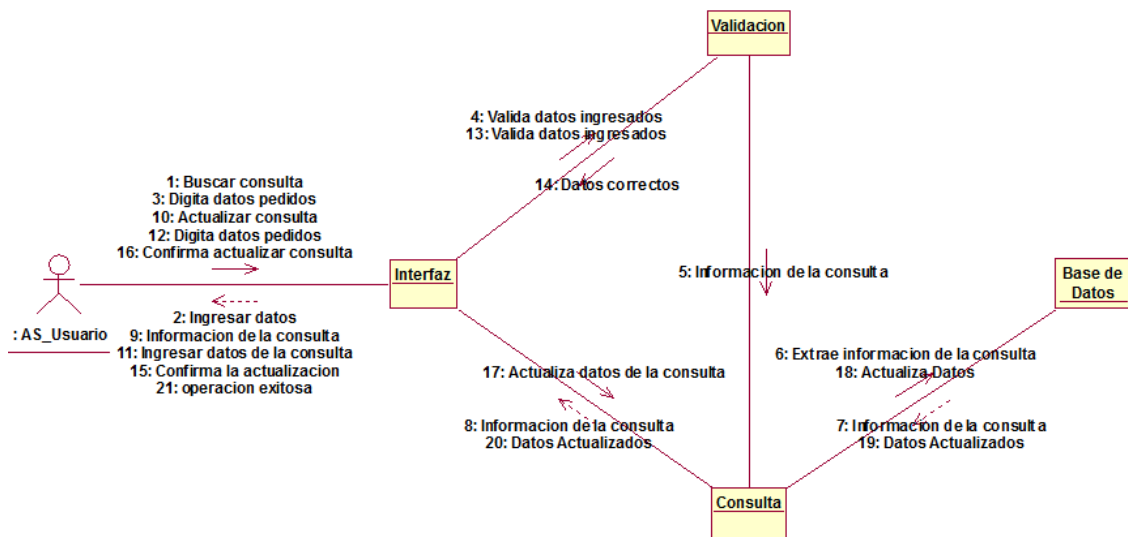 Validacion
4: Valida datos ingresados
13: Valida datos ingresados
14: Datos correctos
1: Buscar consulta
3: Digita datos pedidos
10: Actualizar consulta
12: Digita datos pedidos
16: Confirma actualizar consulta
Interfaz
: AS_Usuario
2: Ingresar datos
9: Informacion de la consulta
11: Ingresar datos de la consulta
15: Confirma la actualizacion
21: operacion exitosa
5: Informacion de la consulta
Base de
Datos
6: Extrae informacion de la consulta
18: Actualiza Datos
17: Actualiza datos de la consulta
8: Informacion de la consulta
20: Datos Actualizados
7: Informacion de la consulta
19: Datos Actualizados
Consulta